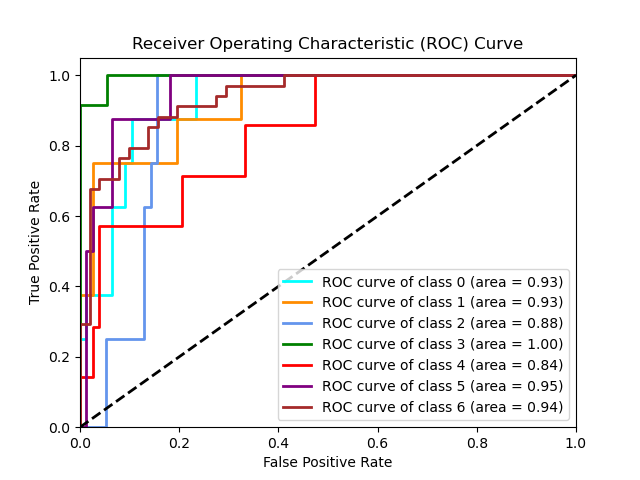 Receiver Operating Characteristic (ROC) Curve
1.0
0.8
0.6
0.4
0.2
0.0
True Positive Rate
ROC curve of class 0 (area = 0.93)
ROC curve of class 1 (area = 0.93)
ROC curve of class 2 (area = 0.88)
ROC curve of class 3 (area = 1.00)
ROC curve of class 4 (area = 0.84)
ROC curve of class 5 (area = 0.95)
ROC curve of class 6 (area = 0.94)
0.0 0.2 0.4 0.6 0.8 1.0
False Positive Rate